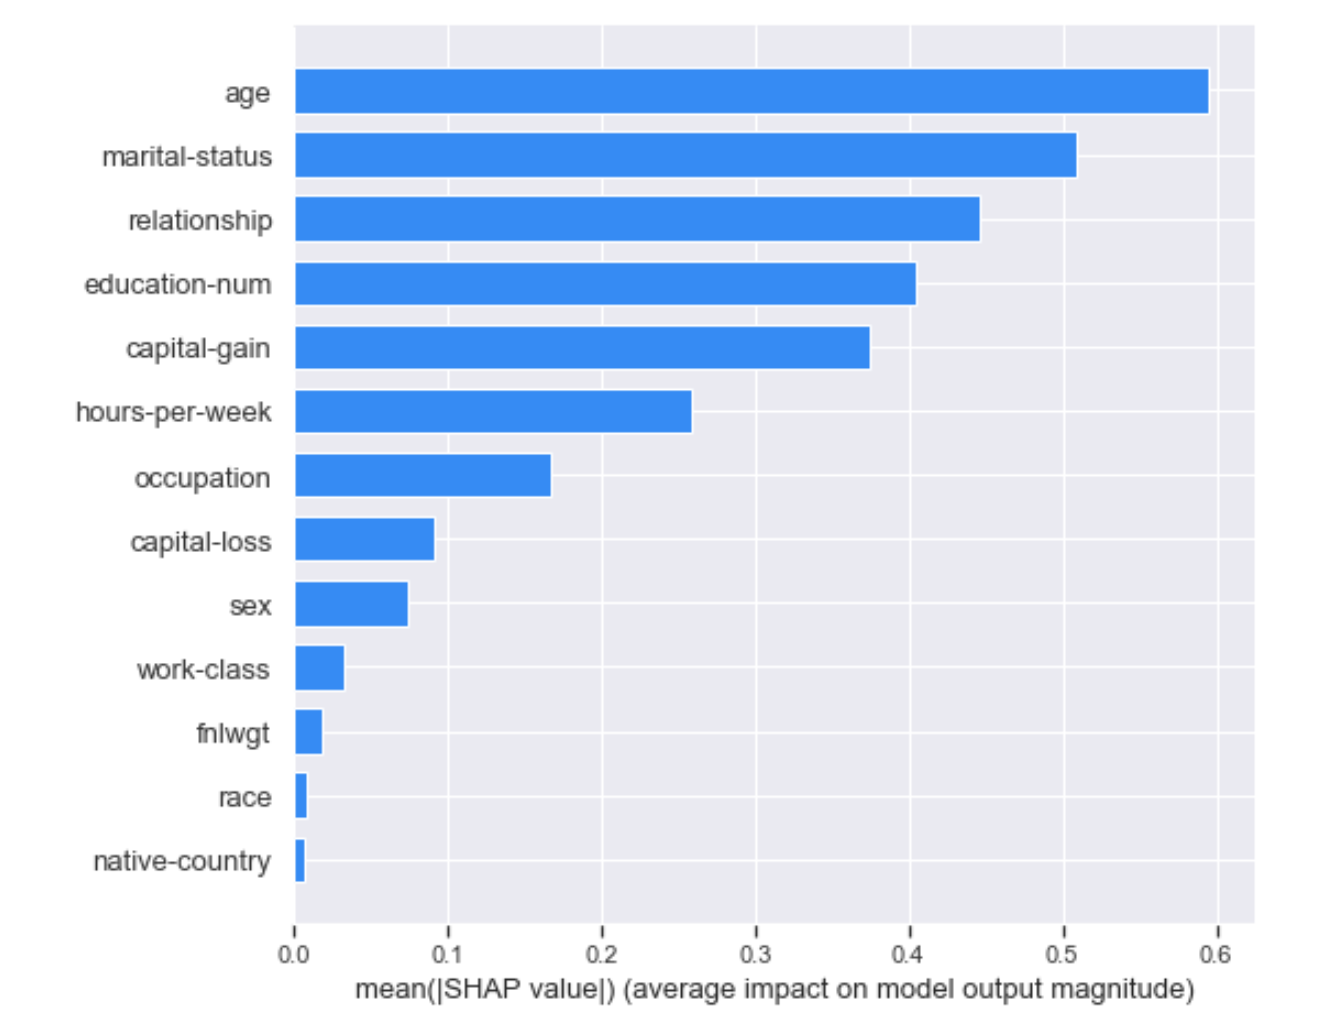 age
marital-status
relationship
education-num
capital-gain
hours-per-week
occupation
capital-loss
sex
work-class
fnlwgt
race
native-country
0.0 0.1 0.2 0.3 0.4 0.5 0.6
mean(|SHAP value|) (average impact on model output magnitude)